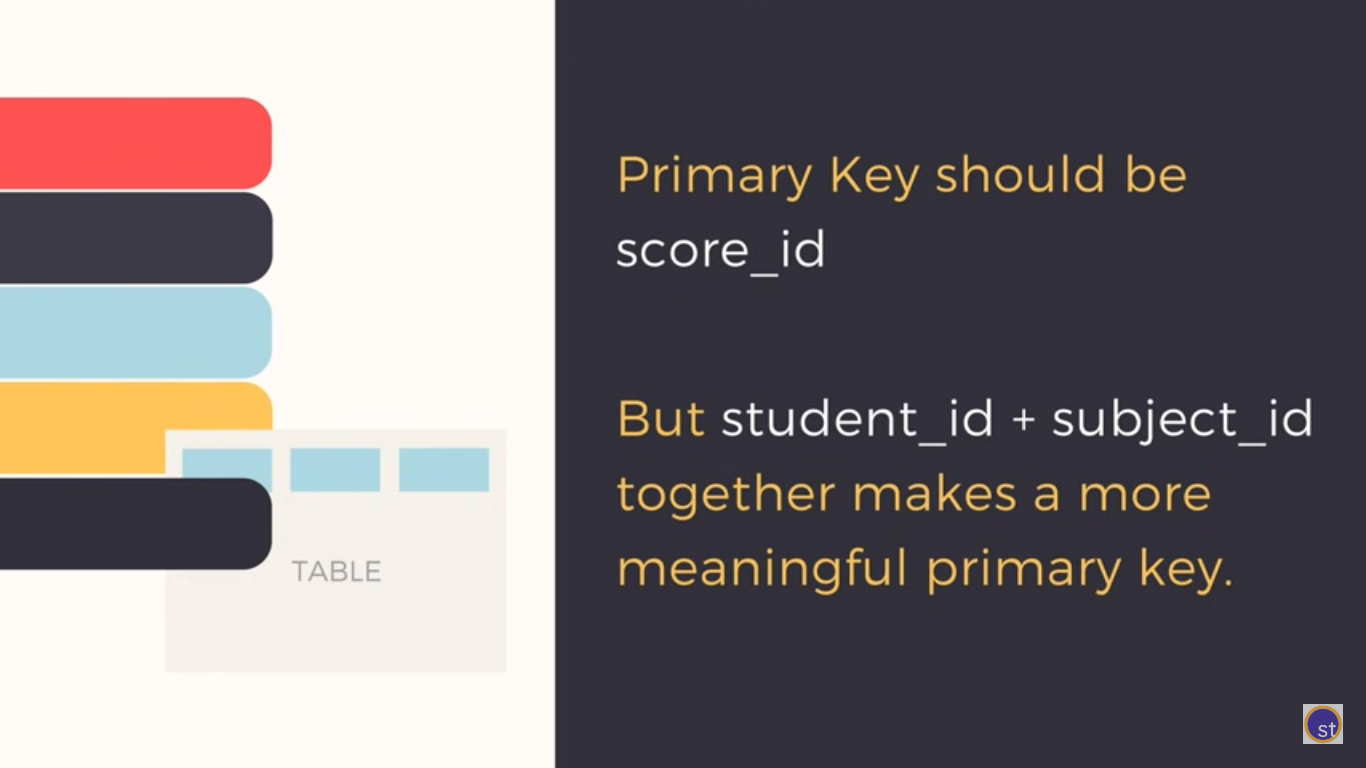 Primary Key should be
score_id
But student_id + subject_id
together makes a more
meaningful primary key.
TABLE
st